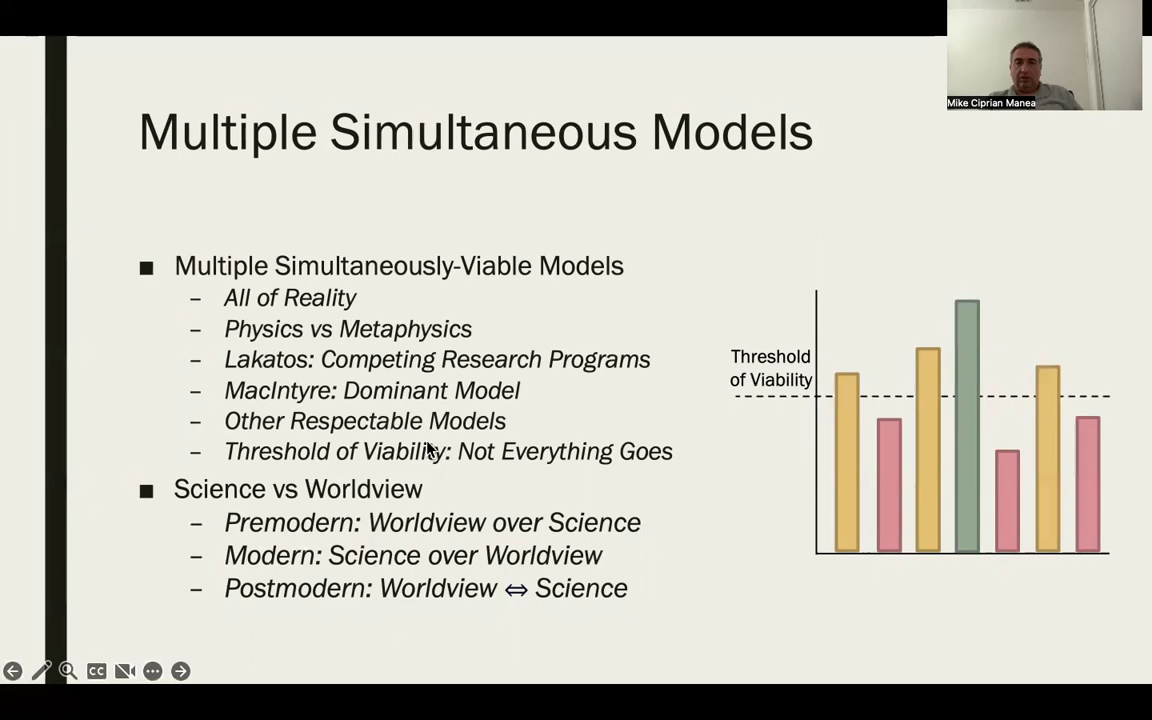 Mike Ciprian Manea
Multiple Simultaneous Models
■ Multiple Simultaneously-Viable Models
– All of Reality
– Physics vs Metaphysics
– Lakatos: Competing Research Programs
– MacIntyre: Dominant Model
– Other Respectable Models
– Threshold of Viability: Not Everything Goes
■ Science vs Worldview
– Premodern: Worldview over Science
– Modern: Science over Worldview
– Postmodern: Worldview ⇔ Science
Threshold
of Viability
CC